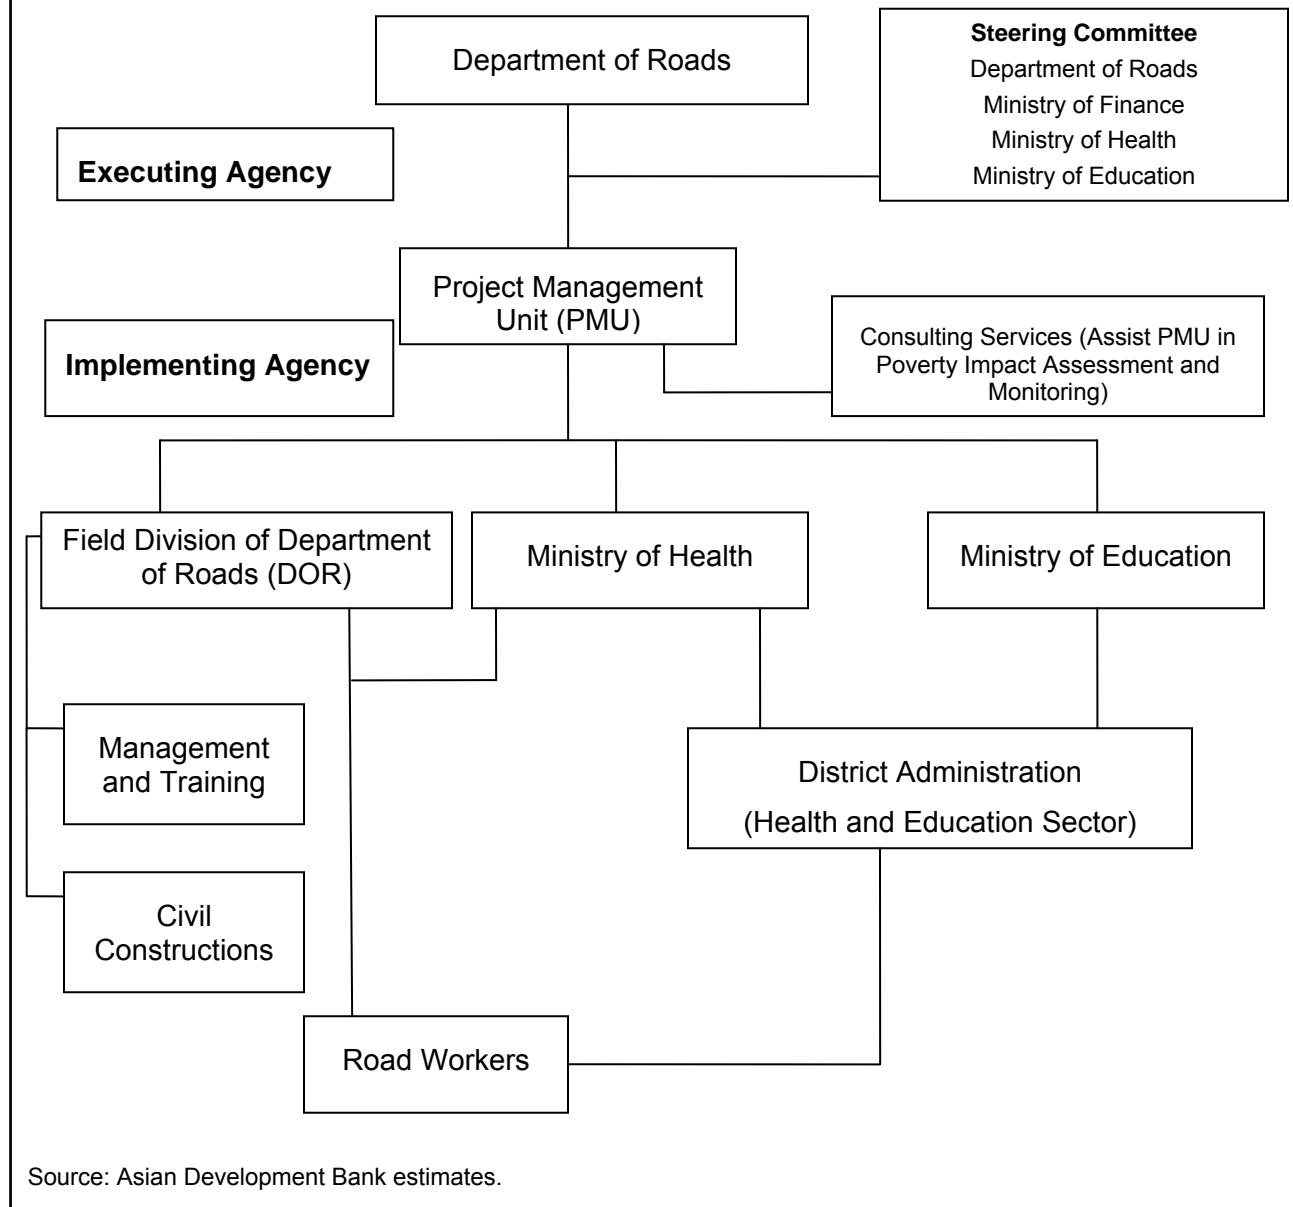 Department of Roads
Steering Committee
Department of Roads
Ministry of Finance
Ministry of Health
Ministry of Education
Executing Agency
Project Management
Unit (PMU)
Implementing Agency
Consulting Services (Assist PMU in
Poverty Impact Assessment and
Monitoring)
Field Division of Department
of Roads (DOR)
Ministry of Health
Ministry of Education
Management
and Training
District Administration
(Health and Education Sector)
Civil
Constructions
Road Workers
Source: Asian Development Bank estimates.